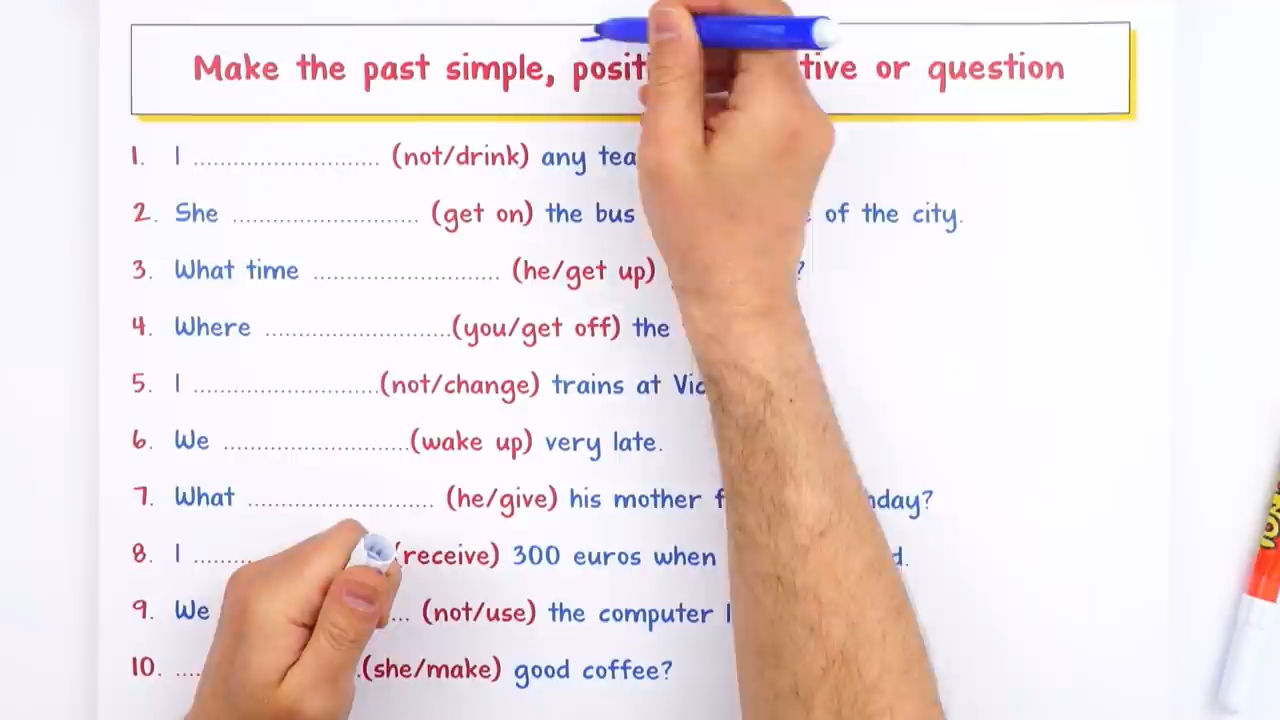 Make the past simple, posit tive or question
1. I .......................... (not/drink) any tea
2. She .......................... (get on) the bus of the city.
3. What time .......................... (he/get up) ?
4. Where ..........................(you/get off) the
5. I ..........................(not/change) trains at Vic
6. We ..........................(wake up) very late.
7. What .......................... (he/give) his mother f hday?
8. I ........ (receive) 300 euros when d.
9. We ... (not/use) the computer
10. .... .(she/make) good coffee?